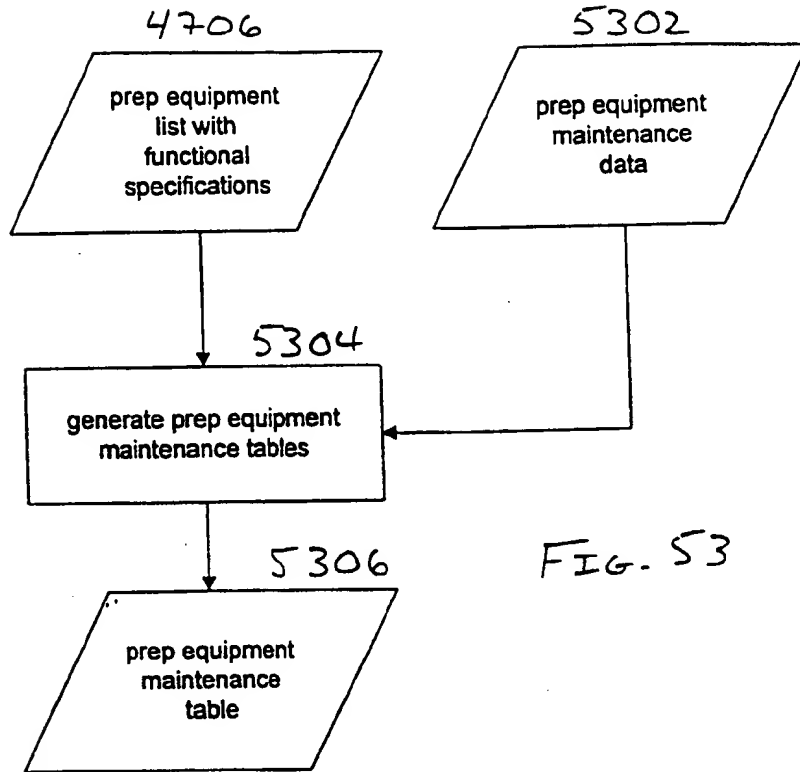 4706
prep equipment
list with
functional
specifications
5302
prep equipment
maintenance
data
5304
generate prep equipment
maintenance tables
5306
prep equipment
maintenance
table
FIG. 53